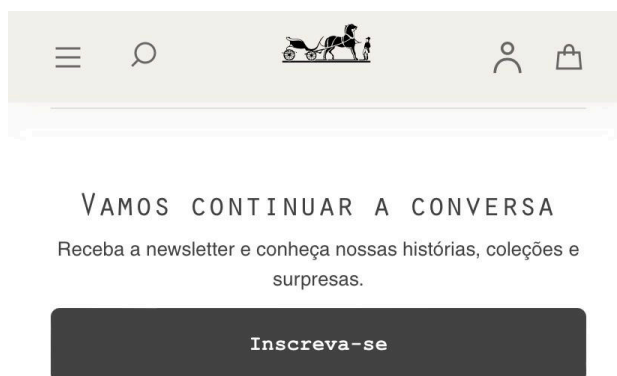 Vamos continuar a conversa
Receba a newsletter e conheça nossas histórias, coleções e
surpresas.
Inscreva-se